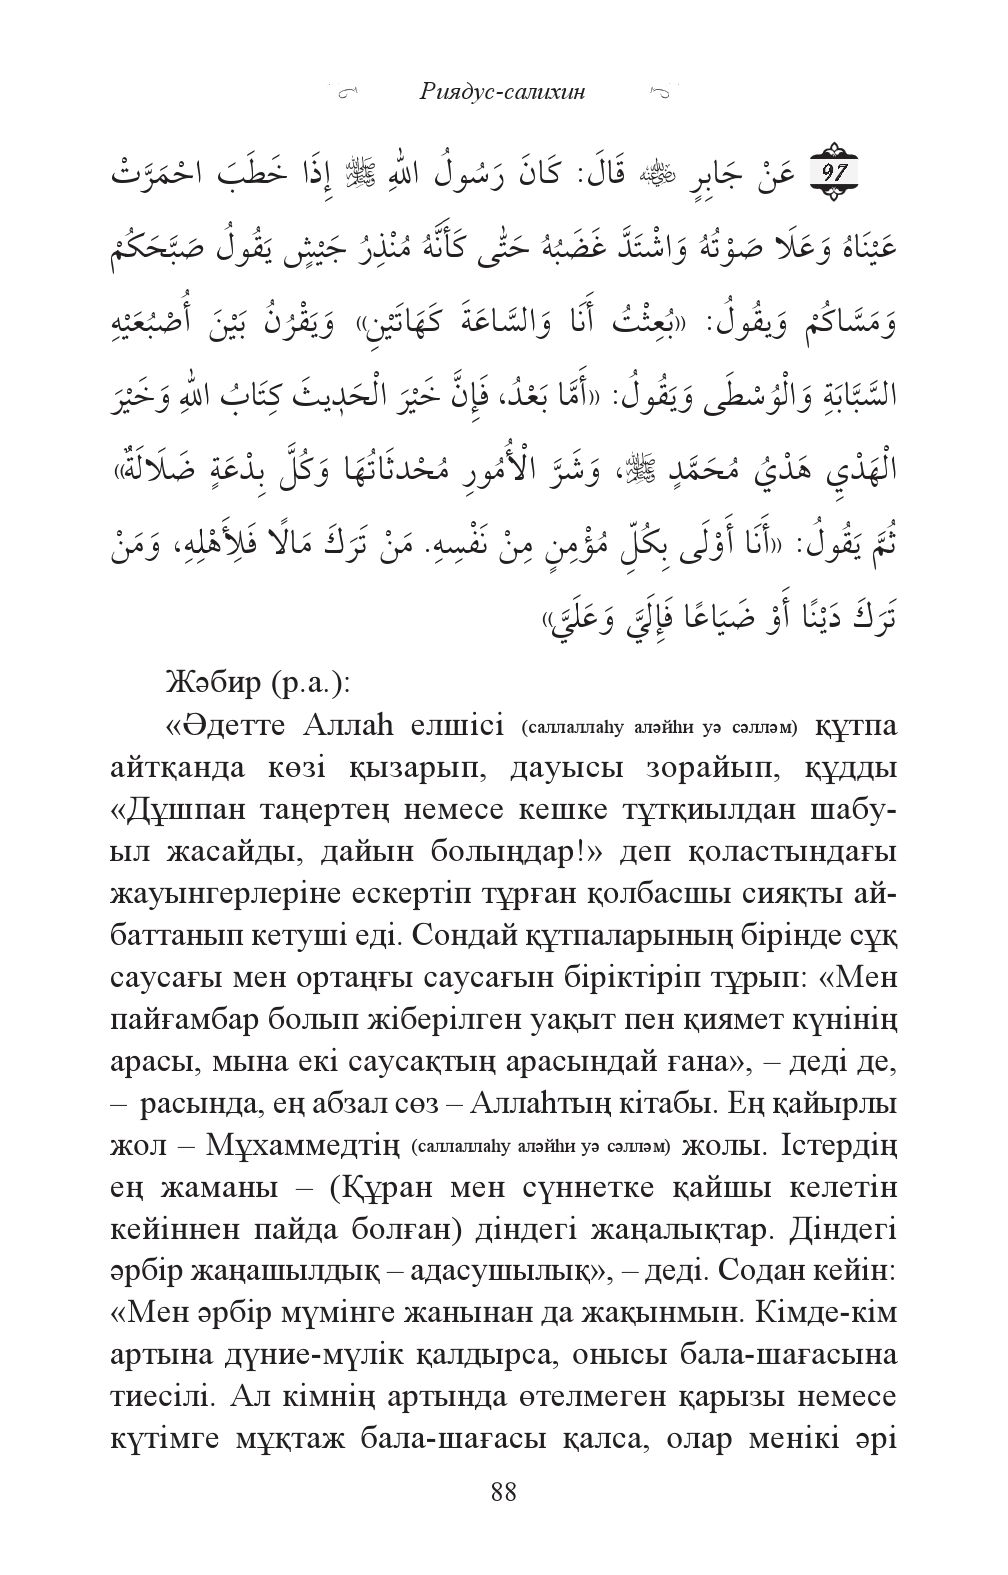 Риядус-салихин
97 عَنْ جَابِرٍ ﵁ قَالَ: كَانَ رَسُولُ اللهِ ﷺ إِذَا خَطَبَ احْمَرَّتْ
عَيْنَاهُ وَعَلَا صَوْتُهُ وَاشْتَدَّ غَضَبُهُ حَتَّى كَأَنَّهُ مُنْذِرُ جَيْشٍ يَقُولُ صَبَّحَكُمْ
وَمَسَّاكُمْ وَيقُولُ: «بُعِثْتُ أَنَا وَالسَّاعَةَ كَهَاتَيْنِ» وَيَقْرُنُ بَيْنَ أُصْبُعَيْهِ
السَّبَّابَةِ وَالْوُسْطَى وَيَقُولُ: «أَمَّا بَعْدُ، فَإِنَّ خَيْرَ الْحَدِيثَ كِتَابُ اللهِ وَخَيْرَ
الْهَدْيِ هَدْيُ مُحَمَّدٍ ﷺ، وَشَرَّ الْأُمُورِ مُحْدثَاتُهَا وَكُلَّ بِدْعَةٍ ضَلَالَةٌ»
ثُمَّ يَقُولُ: «أَنَا أَوْلَى بِكُلِّ مُؤْمِنٍ مِنْ نَفْسِهِ. مَنْ تَرَكَ مَالًا فَلِأَهْلِهِ، وَمَنْ
تَرَكَ دَيْنًا أَوْ ضَيَاعًا فَإِلَيَّ وَعَلَيَّ»
Жәбир (р.а.):
«Әдетте Аллаһ елшісі (саллаллаһу аләйһи уә сәлләм) құтпа
айтқанда көзі қызарып, дауысы зорайып, құдды
«Дұшпан таңертең немесе кешке тұтқиылдан шабу-
ыл жасайды, дайын болыңдар!» деп қоластындағы
жауынгерлеріне ескертіп тұрған қолбасшы сияқты ай-
баттанып кетуші еді. Сондай құтпаларының бірінде сұқ
саусағы мен ортаңғы саусағын біріктіріп тұрып: «Мен
пайғамбар болып жіберілген уақыт пен қиямет күнінің
арасы, мына екі саусақтың арасындай ғана», – деді де,
– расында, ең абзал сөз – Аллаһтың кітабы. Ең қайырлы
жол – Мұхаммедтің (саллаллаһу аләйһи уә сәлләм) жолы. Істердің
ең жаманы – (Құран мен сүннетке қайшы келетін
кейіннен пайда болған) діндегі жаңалықтар. Діндегі
әрбір жаңашылдық – адасушылық», – деді. Содан кейін:
«Мен әрбір мүмінге жанынан да жақынмын. Кімде-кім
артына дүние-мүлік қалдырса, онысы бала-шағасына
тиесілі. Ал кімнің артында өтелмеген қарызы немесе
күтімге мұқтаж бала-шағасы қалса, олар менікі әрі
88